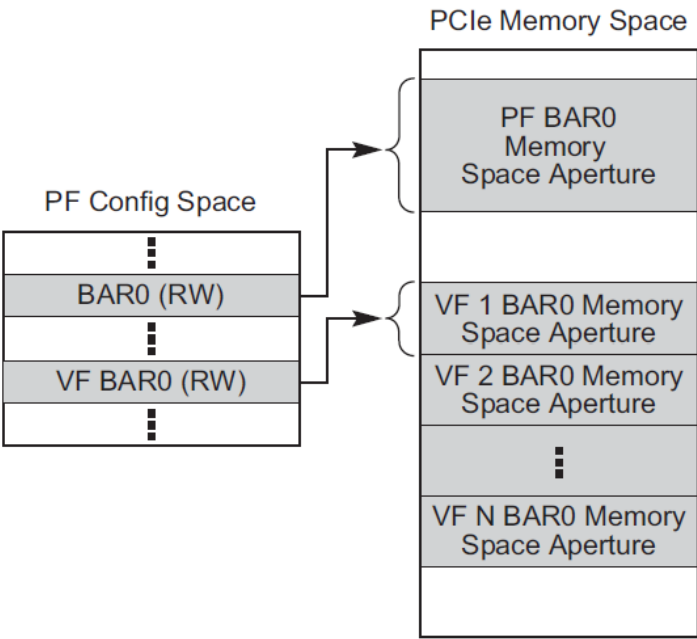 PCIe Memory Space
PF BAR0
Memory
Space Aperture
PF Config Space
BAR0 (RW)
VF BAR0 (RW)
VF 1 BAR0 Memory
Space Aperture
VF 2 BAR0 Memory
Space Aperture
VF N BAR0 Memory
Space Aperture